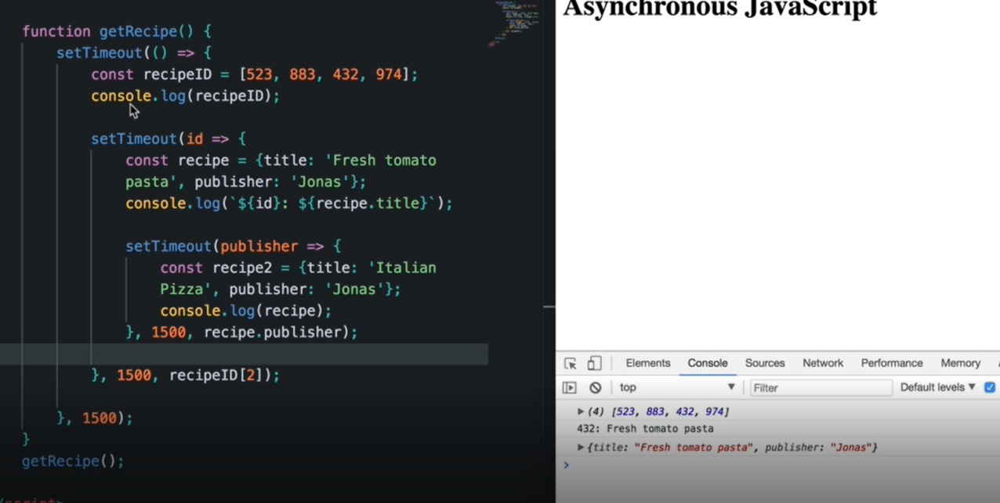 function getRecipe() {
setTimeout(() => {
const recipeID = [523, 883, 432, 974];
console.log(recipeID);
setTimeout(id => {
const recipe = {title: 'Fresh tomato
pasta', publisher: 'Jonas'};
console.log(`${id}: ${recipe.title}`);
setTimeout(publisher => {
const recipe2 = {title: 'Italian
Pizza', publisher: 'Jonas'};
console.log(recipe);
}, 1500, recipe.publisher);
}, 1500, recipeID[2]);
}, 1500);
}
getRecipe();
/script>
Asynchronous JavaScript
Elements Console Sources Network Performance Memory
top Filter Default levels
(4) [523, 883, 432, 974]
432: Fresh tomato pasta
{title: "Fresh tomato pasta", publisher: "Jonas"}